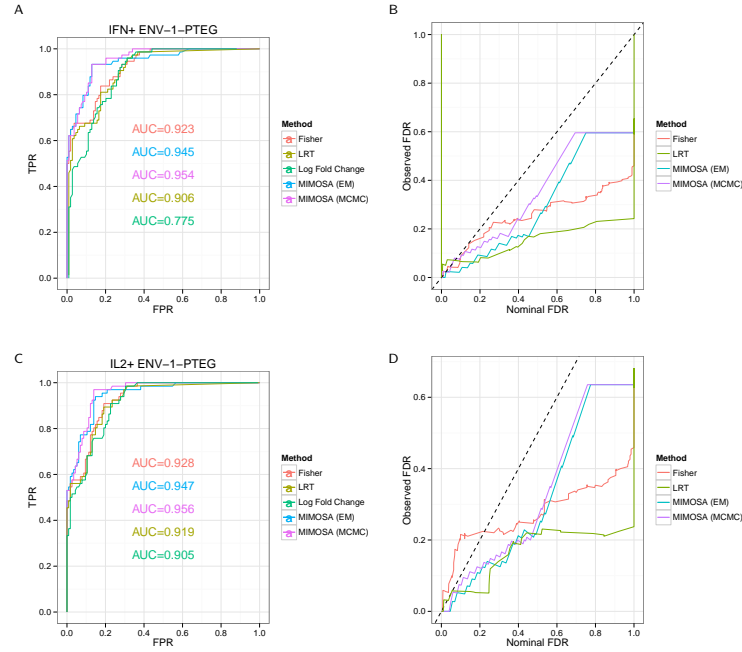 A
IFN+ ENV−1−PTEG
TPR
1.0
0.8
0.6
0.4
0.2
0.0
AUC=0.923
AUC=0.945
AUC=0.954
AUC=0.906
AUC=0.775
0.0 0.2 0.4 0.6 0.8 1.0
FPR
Method
Fisher
LRT
Log Fold Change
MIMOSA (EM)
MIMOSA (MCMC)
B
Observed FDR
1.0
0.8
0.6
0.4
0.2
0.0
0.0 0.2 0.4 0.6 0.8 1.0
Nominal FDR
Method
Fisher
LRT
MIMOSA (EM)
MIMOSA (MCMC)
C
IL2+ ENV−1−PTEG
TPR
1.0
0.8
0.6
0.4
0.2
0.0
AUC=0.928
AUC=0.947
AUC=0.956
AUC=0.919
AUC=0.905
0.0 0.2 0.4 0.6 0.8 1.0
FPR
Method
Fisher
LRT
Log Fold Change
MIMOSA (EM)
MIMOSA (MCMC)
D
Observed FDR
0.6
0.4
0.2
0.0
0.0 0.2 0.4 0.6 0.8 1.0
Nominal FDR
Method
Fisher
LRT
MIMOSA (EM)
MIMOSA (MCMC)